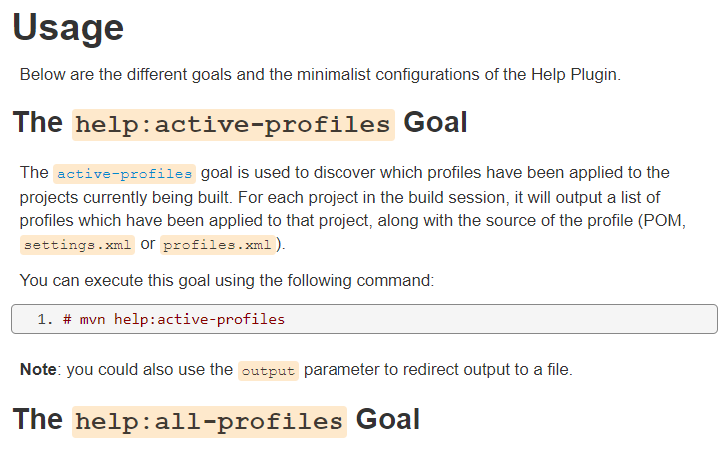 Usage
Below are the different goals and the minimalist configurations of the Help Plugin.
The help:active-profiles Goal
The active-profiles goal is used to discover which profiles have been applied to the
projects currently being built. For each project in the build session, it will output a list of
profiles which have been applied to that project, along with the source of the profile (POM,
settings.xml or profiles.xml).
You can execute this goal using the following command:
1. # mvn help:active-profiles
Note: you could also use the output parameter to redirect output to a file.
The help:all-profiles Goal